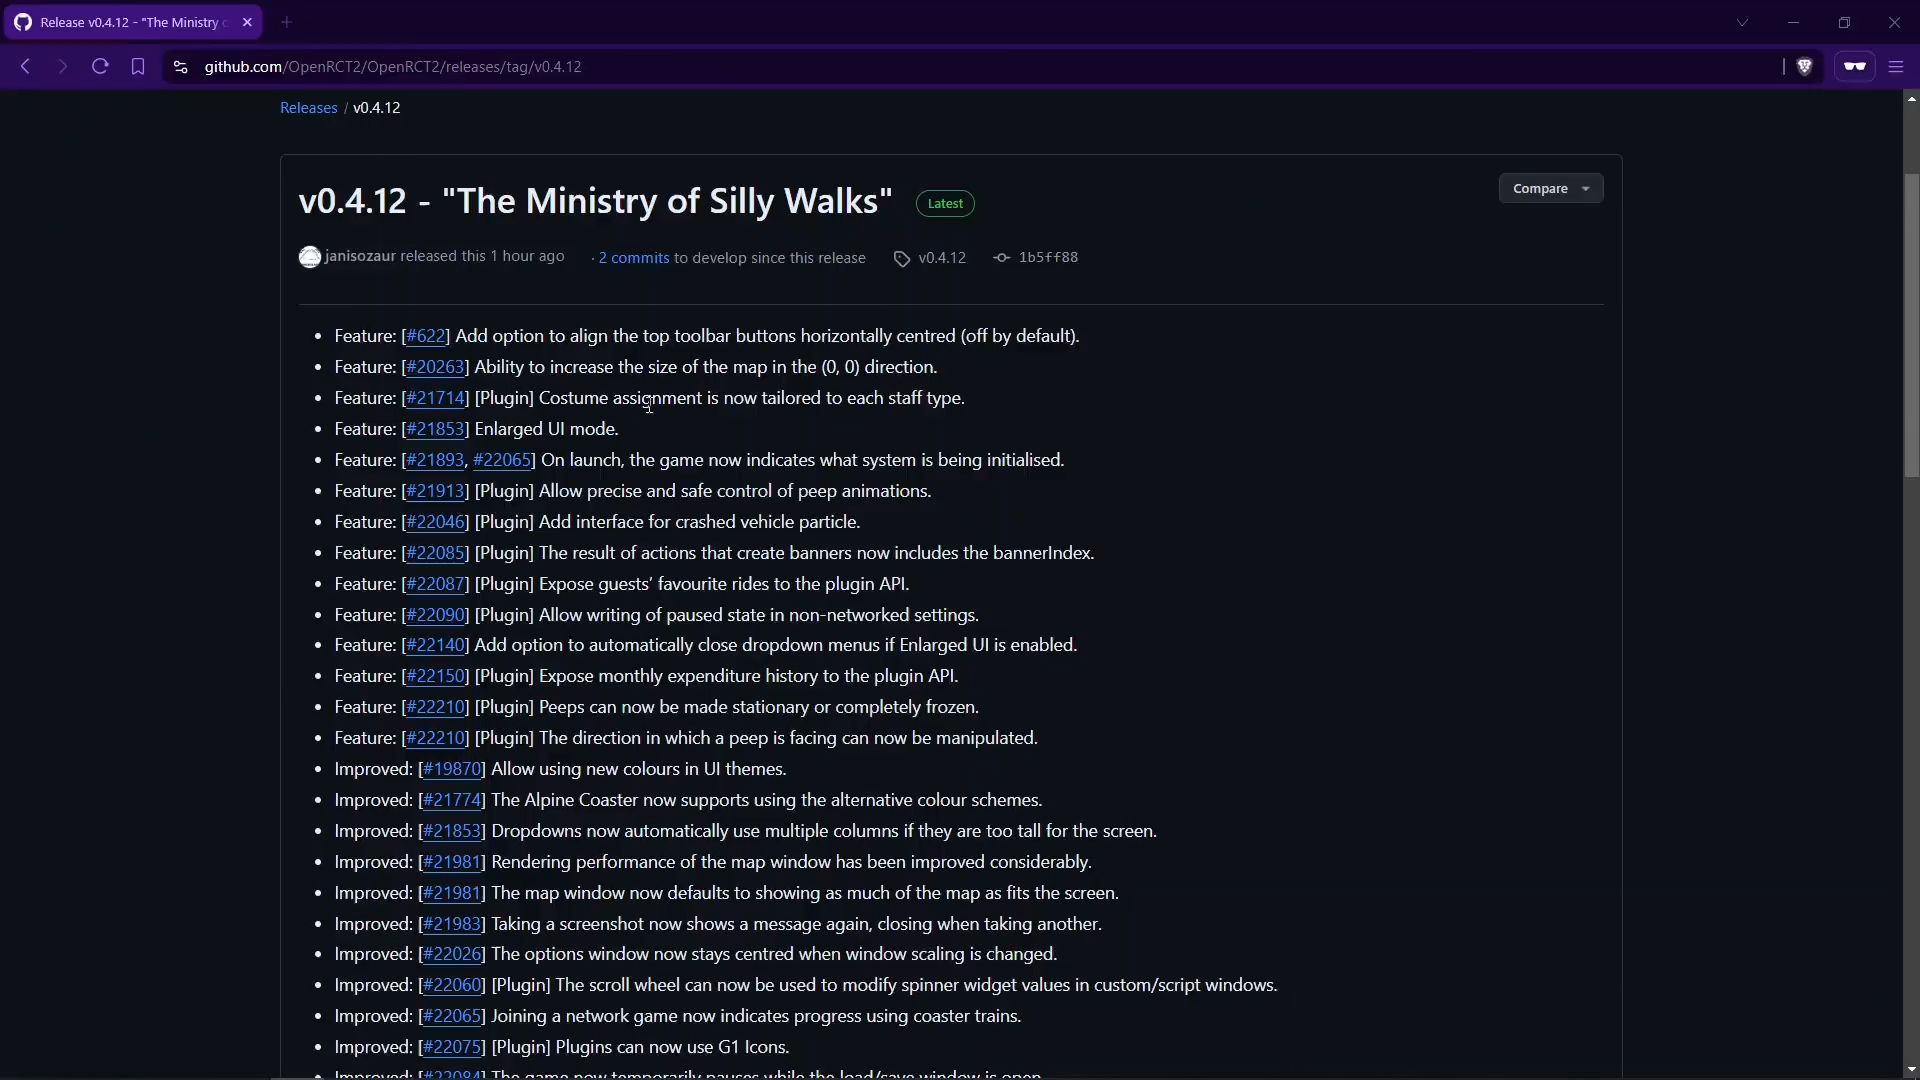 Release v0.4.12 - "The Ministry
github.com/OpenRCT2/OpenRCT2/releases/tag/v0.4.12
Releases / v0.4.12
v0.4.12 - "The Ministry of Silly Walks" Latest
Compare
janisozaur released this 1 hour ago · 2 commits to develop since this release v0.4.12 1b5ff88
• Feature: [#622] Add option to align the top toolbar buttons horizontally centred (off by default).
• Feature: [#20263] Ability to increase the size of the map in the (0, 0) direction.
• Feature: [#21714] [Plugin] Costume assignment is now tailored to each staff type.
• Feature: [#21853] Enlarged UI mode.
• Feature: [#21893, #22065] On launch, the game now indicates what system is being initialised.
• Feature: [#21913] [Plugin] Allow precise and safe control of peep animations.
• Feature: [#22046] [Plugin] Add interface for crashed vehicle particle.
• Feature: [#22085] [Plugin] The result of actions that create banners now includes the bannerIndex.
• Feature: [#22087] [Plugin] Expose guests’ favourite rides to the plugin API.
• Feature: [#22090] [Plugin] Allow writing of paused state in non-networked settings.
• Feature: [#22140] Add option to automatically close dropdown menus if Enlarged UI is enabled.
• Feature: [#22150] [Plugin] Expose monthly expenditure history to the plugin API.
• Feature: [#22210] [Plugin] Peeps can now be made stationary or completely frozen.
• Feature: [#22210] [Plugin] The direction in which a peep is facing can now be manipulated.
• Improved: [#19870] Allow using new colours in UI themes.
• Improved: [#21774] The Alpine Coaster now supports using the alternative colour schemes.
• Improved: [#21853] Dropdowns now automatically use multiple columns if they are too tall for the screen.
• Improved: [#21981] Rendering performance of the map window has been improved considerably.
• Improved: [#21981] The map window now defaults to showing as much of the map as fits the screen.
• Improved: [#21983] Taking a screenshot now shows a message again, closing when taking another.
• Improved: [#22026] The options window now stays centred when window scaling is changed.
• Improved: [#22060] [Plugin] The scroll wheel can now be used to modify spinner widget values in custom/script windows.
• Improved: [#22065] Joining a network game now indicates progress using coaster trains.
• Improved: [#22075] [Plugin] Plugins can now use G1 Icons.
• Improved: [#22084] The game now temporarily pauses while the load/save window is open.